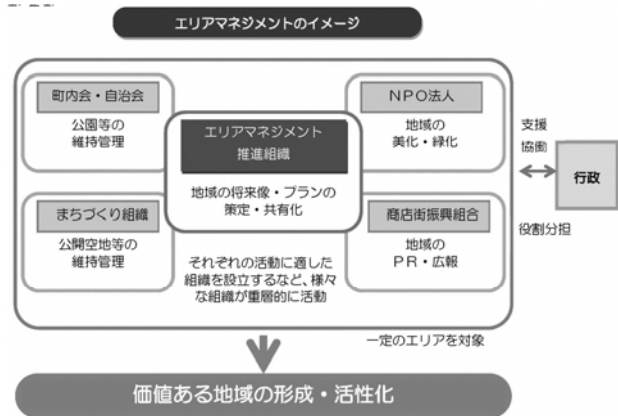 エリアマネジメントのイメージ
町内会・自治会
公園等の
維持管理
NPO法人
地域の
美化・緑化
エリアマネジメント
推進組織
地域の将来像・プランの
策定・共有化
まちづくり組織
公開空地等の
維持管理
商店街振興組合
地域の
PR・広報
それぞれの活動に適した
組織を設立するなど、様々
な組織が重層的に活動
支援
協働
行政
役割分担
一定のエリアを対象
価値ある地域の形成・活性化